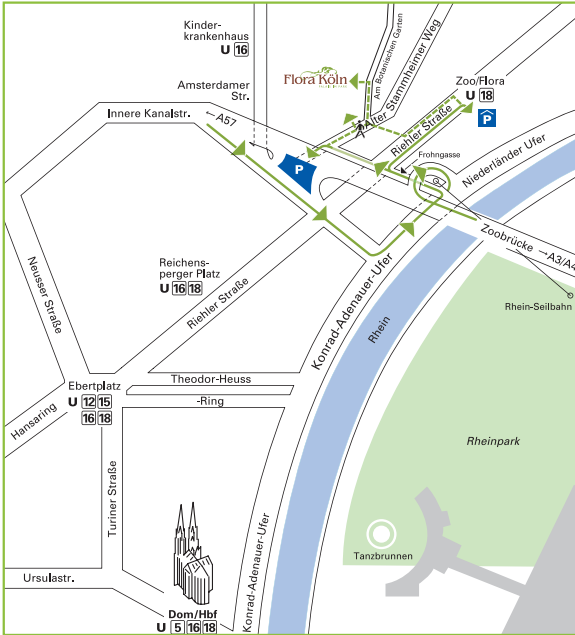 Kinder-
krankenhaus
U 16
Amsterdamer
Str.
Innere Kanalstr.
← A57
Flora Köln
Am Botanischen Garten
Alter Stammheimer Weg
Zoo/Flora
U 18
P
Riehler Straße
Frohngasse
Niederländer Ufer
P
Zoobrücke → A3/A4
Rhein-Seilbahn
Neusser Straße
Reichens-
perger Platz
U 16 18
Riehler Straße
Konrad-Adenauer-Ufer
Rhein
Rheinpark
Theodor-Heuss
-Ring
Ebertplatz
U 12 15
16 18
Hansaring
Turiner Straße
Konrad-Adenauer-Ufer
Tanzbrunnen
Ursulastr.
Dom/Hbf
U 5 16 18